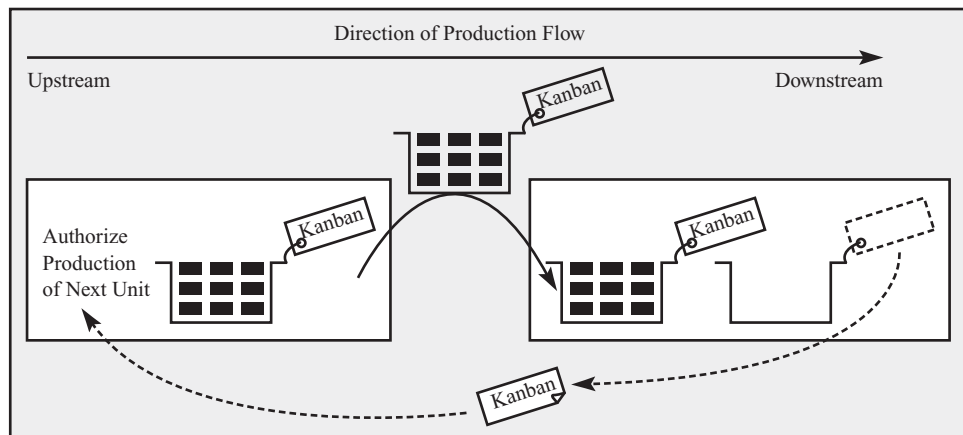 Direction of Production Flow
Upstream
Downstream
Kanban
Kanban
Kanban
Authorize
Production
of Next Unit
Kanban